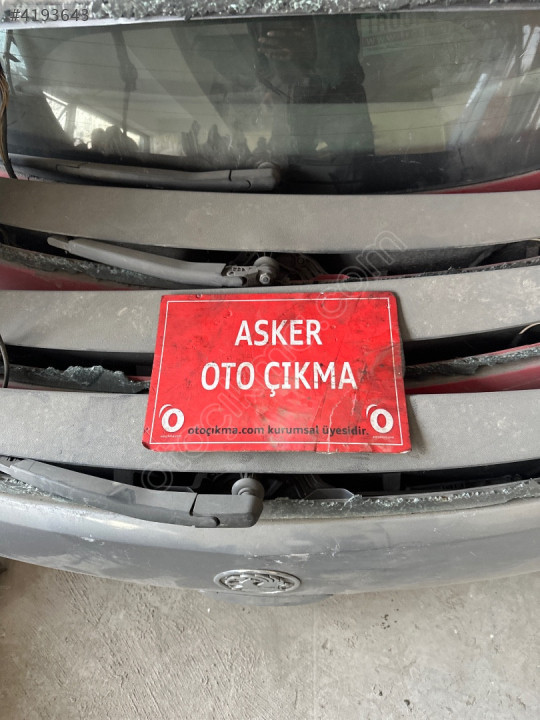 #4193643
ASKER
OTO ÇIKMA
otoçıkma.com kurumsal üyesidir.